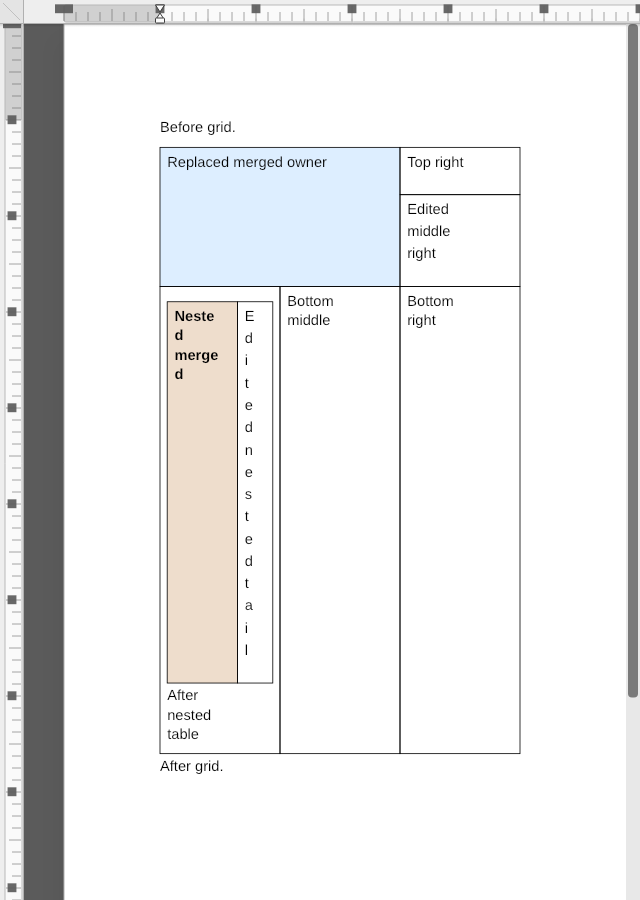 Before grid.
Replaced merged owner
Top right
Edited
middle
right
Neste
d
merge
d
E
d
i
t
e
d
n
e
s
t
e
d
t
a
i
l
After
nested
table
Bottom
middle
Bottom
right
After grid.